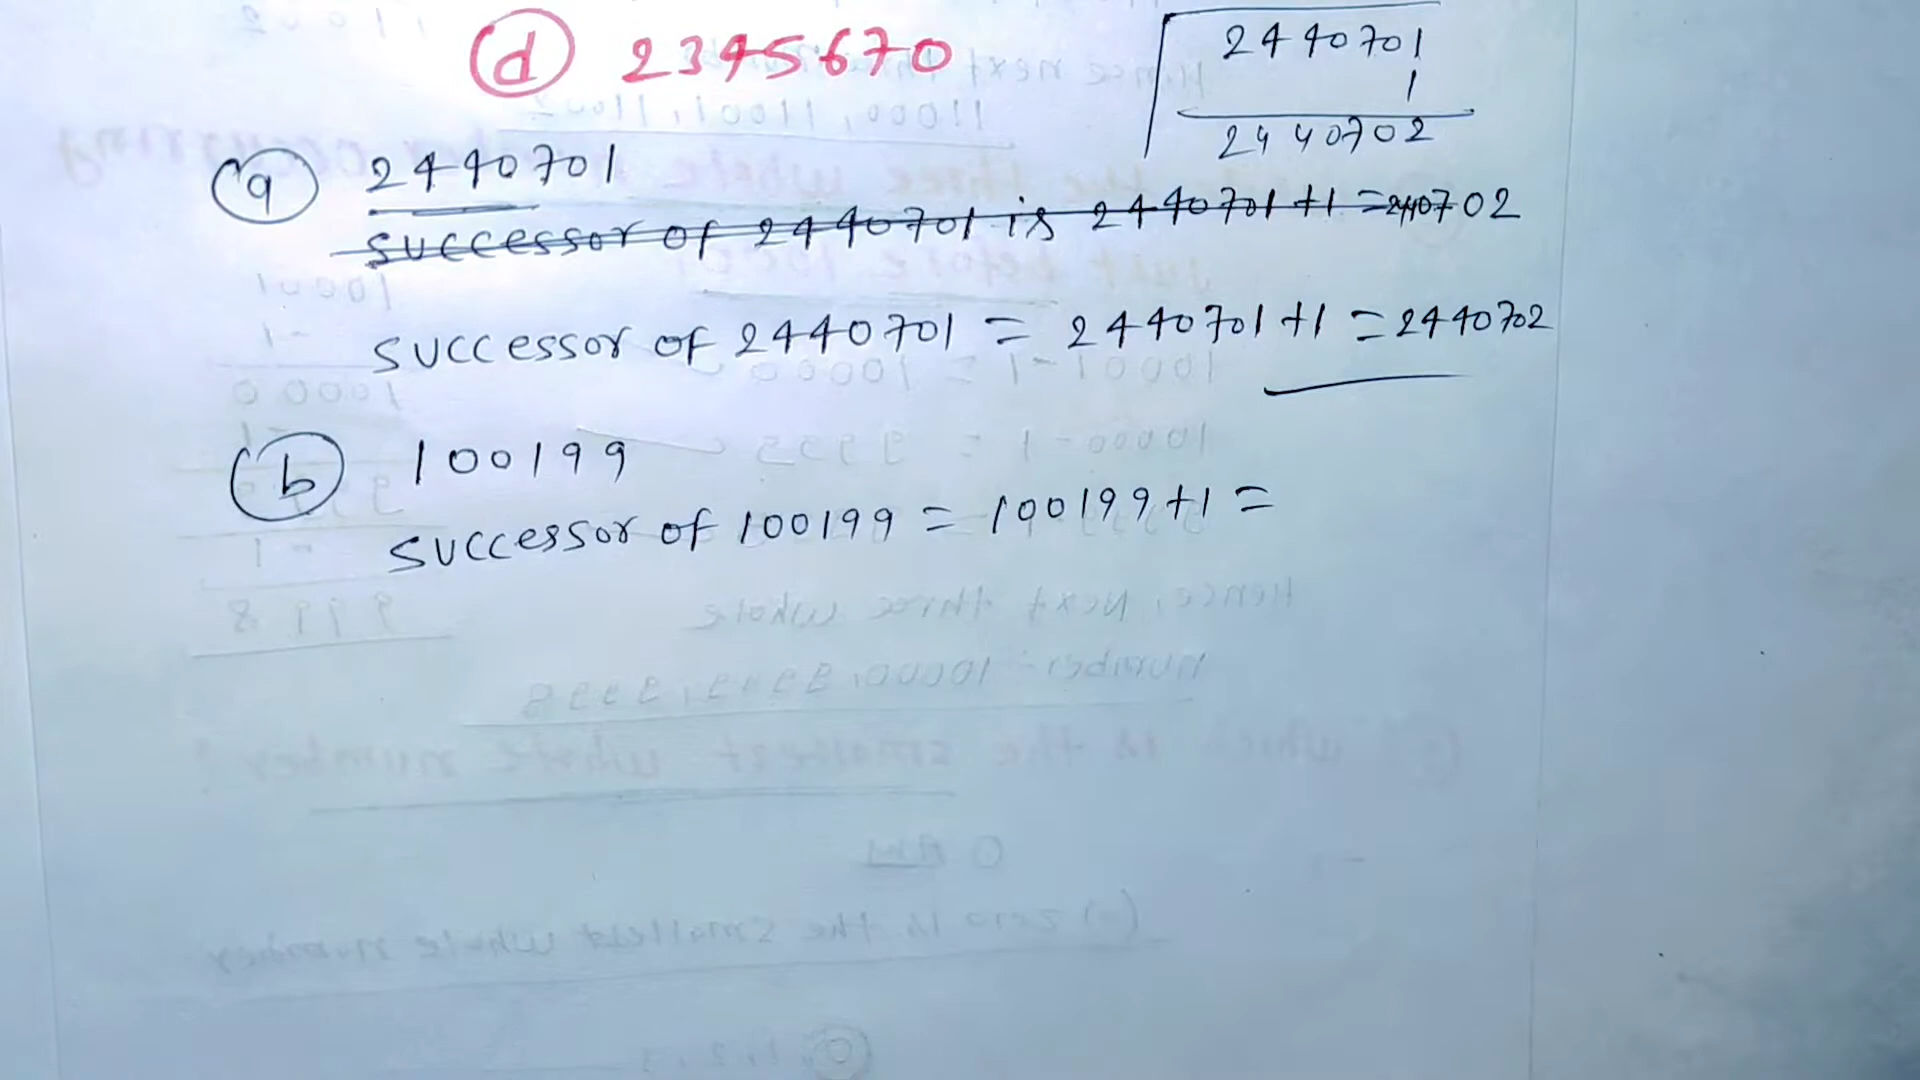 (d) 2345670
2440701
1
2440702
(a) 2440701
successor of 2440701 is 2440701+1=2440702
successor of 2440701 = 2440701+1=2440702
(b) 100199
successor of 100199 = 100199+1=